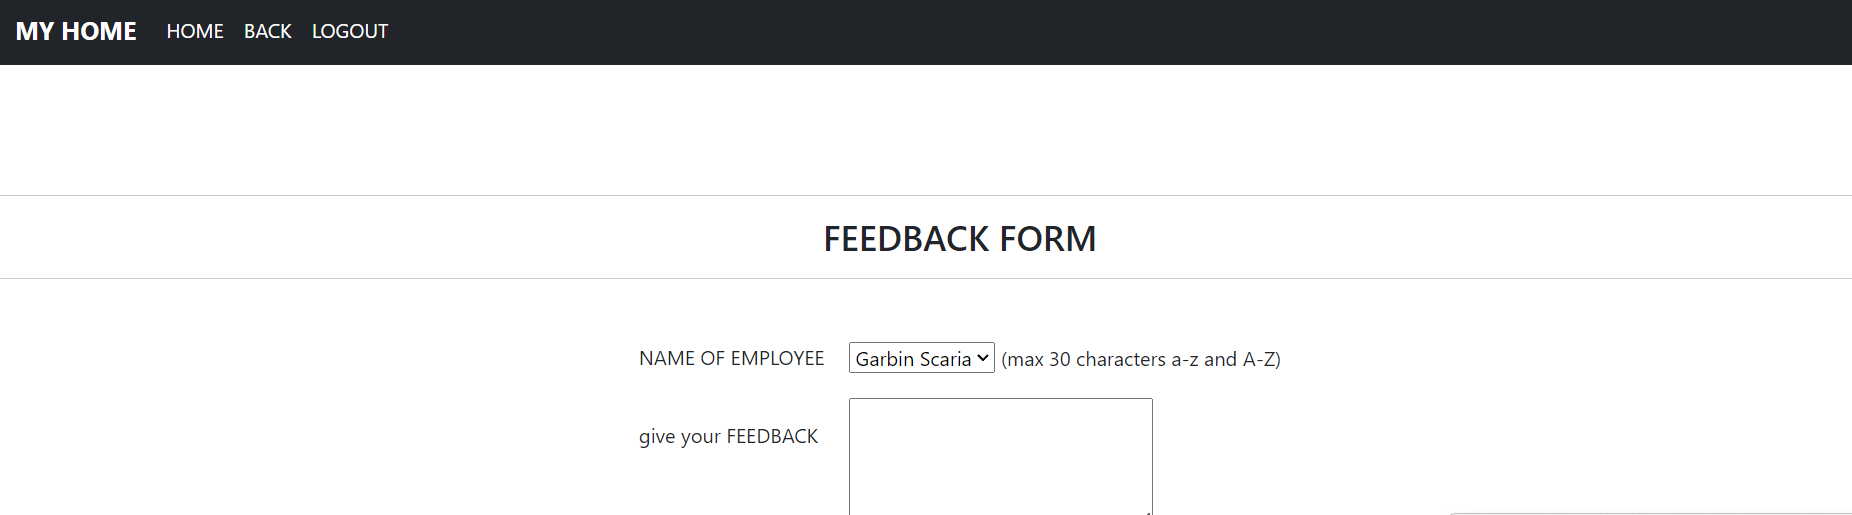 MY HOME HOME BACK LOGOUT
FEEDBACK FORM
NAME OF EMPLOYEE Garbin Scaria (max 30 characters a-z and A-Z)
give your FEEDBACK